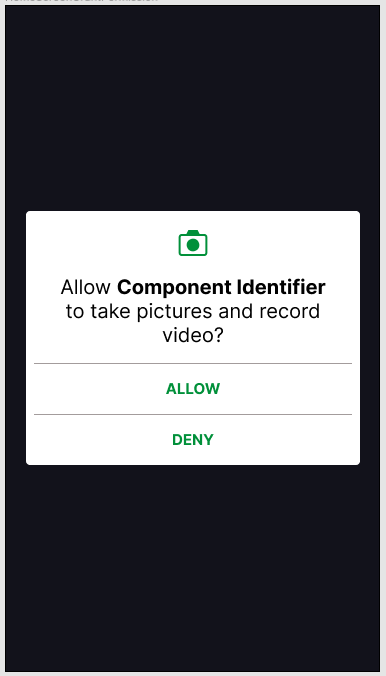 Allow Component Identifier
to take pictures and record
video?
ALLOW
DENY